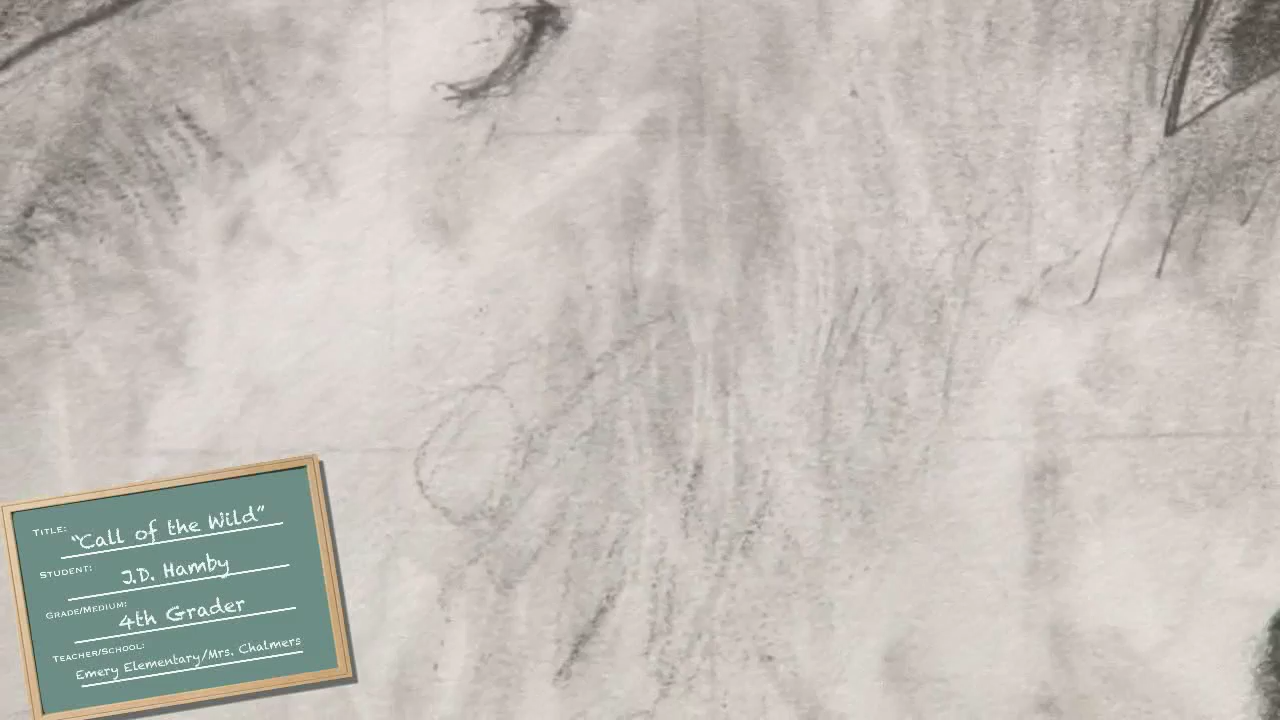 Title: "Call of the Wild"
Student: J.D. Hamby
Grade/Medium: 4th Grader
Teacher/School: Emery Elementary/Mrs. Chalmers